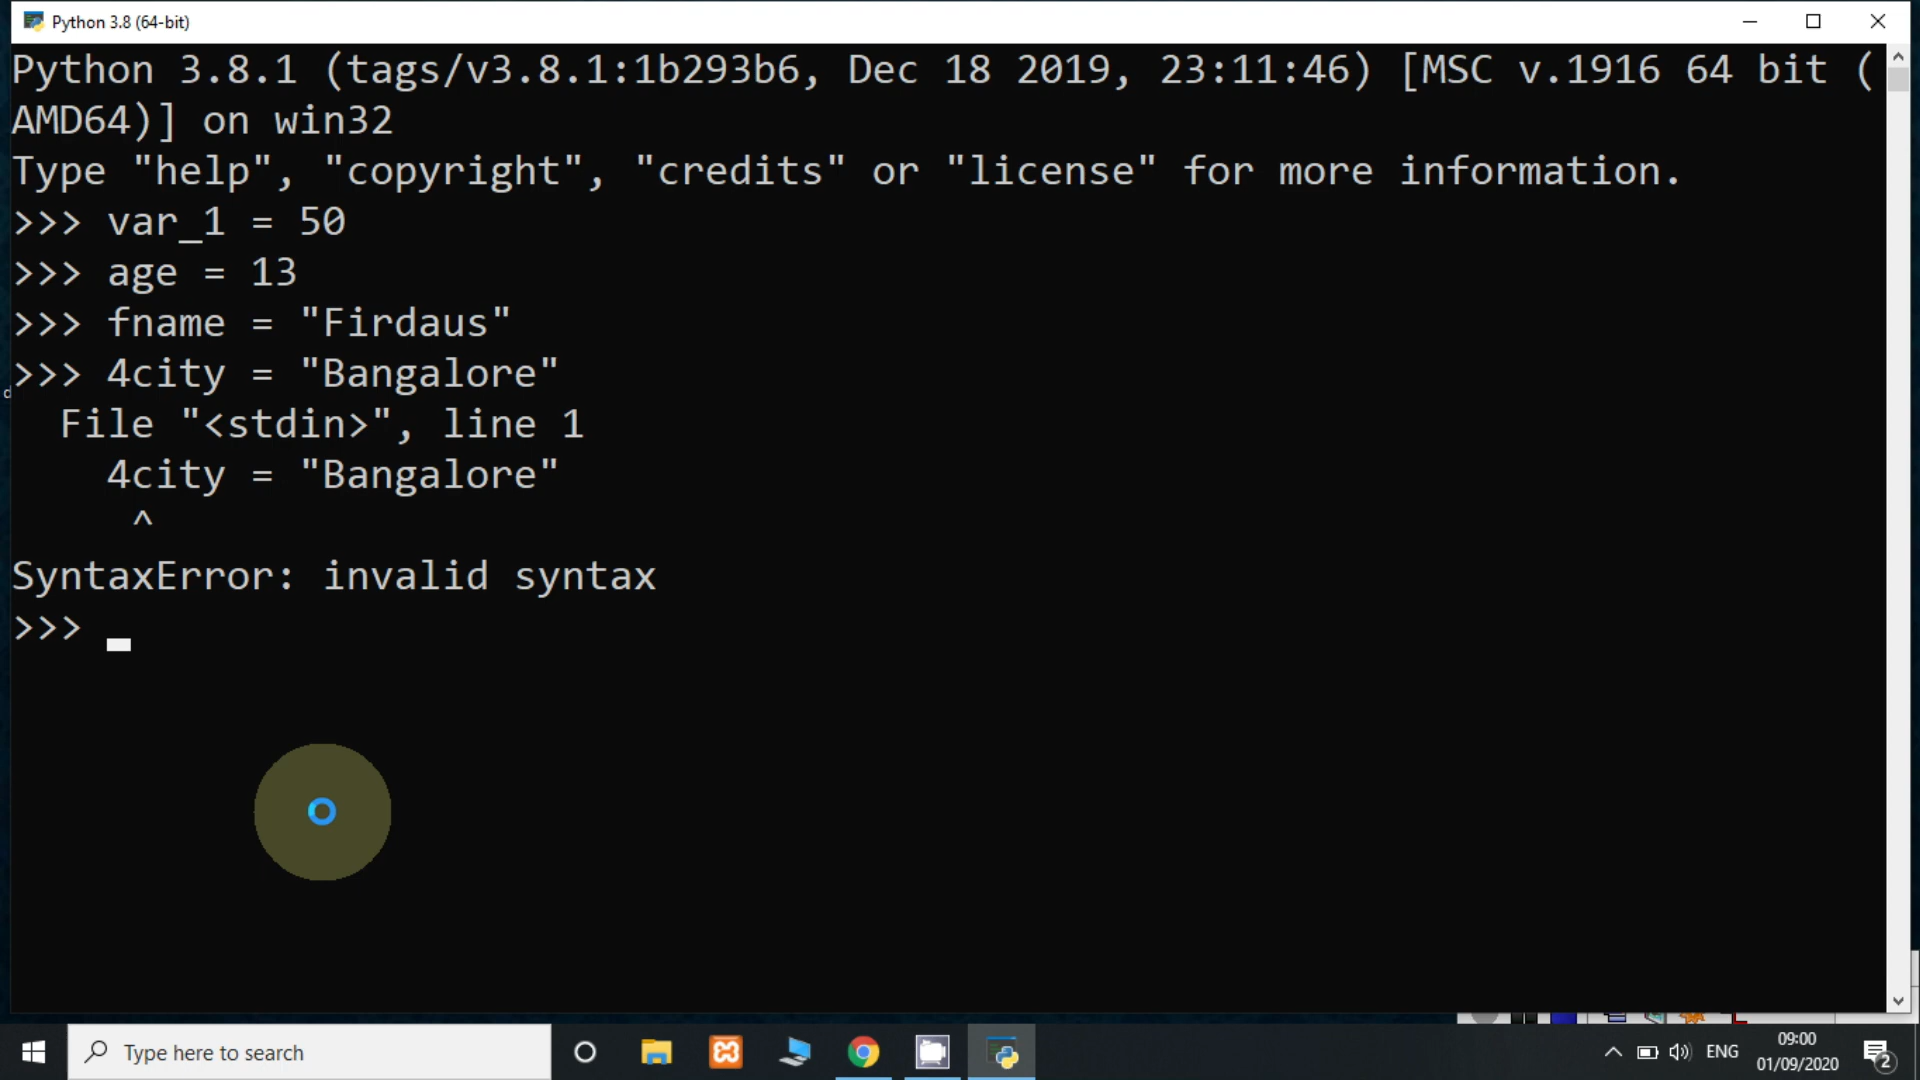 Python 3.8 (64-bit)
Python 3.8.1 (tags/v3.8.1:1b293b6, Dec 18 2019, 23:11:46) [MSC v.1916 64 bit (
AMD64)] on win32
Type "help", "copyright", "credits" or "license" for more information.
>>> var_1 = 50
>>> age = 13
>>> fname = "Firdaus"
>>> 4city = "Bangalore"
  File "<stdin>", line 1
    4city = "Bangalore"
     ^
SyntaxError: invalid syntax
>>>
Type here to search
ENG
09:00
01/09/2020
2